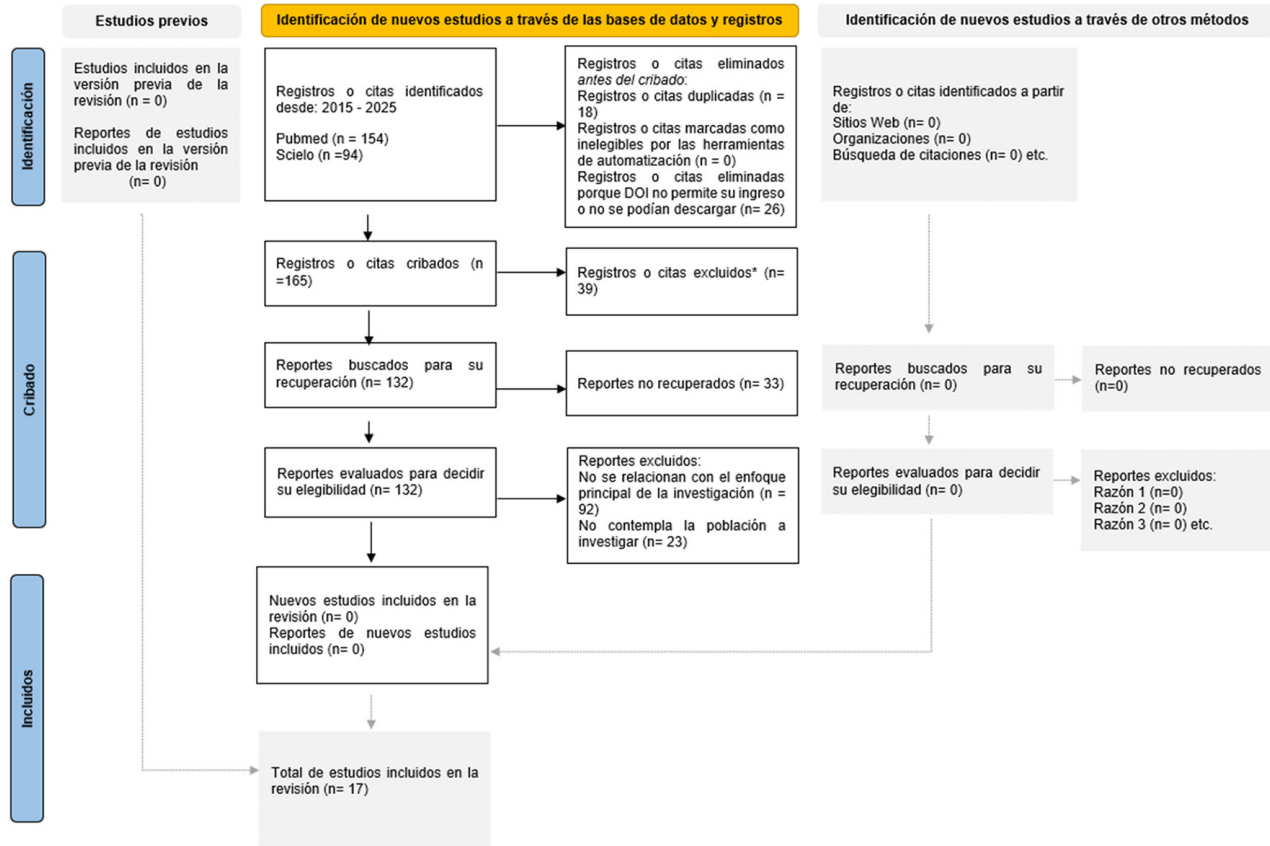 Estudios previos
Identificación de nuevos estudios a través de las bases de datos y registros
Identificación de nuevos estudios a través de otros métodos
Identificación
Estudios incluidos en la
versión previa de la
revisión (n = 0)
Reportes de estudios
incluidos en la versión
previa de la revisión
(n= 0)
Registros o citas identificados
desde: 2015 - 2025
Pubmed (n = 154)
Scielo (n =94)
Registros o citas eliminados
antes del cribado:
Registros o citas duplicadas (n =
18)
Registros o citas marcadas como
inelegibles por las herramientas
de automatización (n = 0)
Registros o citas eliminadas
porque DOI no permite su ingreso
o no se podían descargar (n= 26)
Registros o citas identificados a partir
de:
Sitios Web (n= 0)
Organizaciones (n= 0)
Búsqueda de citaciones (n= 0) etc.
Cribado
Registros o citas cribados (n
=165)
Registros o citas excluidos* (n=
39)
Reportes buscados para su
recuperación (n= 132)
Reportes no recuperados (n= 33)
Reportes buscados para su
recuperación (n= 0)
Reportes no recuperados
(n=0)
Reportes evaluados para decidir
su elegibilidad (n= 132)
Reportes excluidos:
No se relacionan con el enfoque
principal de la investigación (n =
92)
No contempla la población a
investigar (n= 23)
Reportes evaluados para decidir
su elegibilidad (n= 0)
Reportes excluidos:
Razón 1 (n=0)
Razón 2 (n= 0)
Razón 3 (n= 0) etc.
Incluidos
Nuevos estudios incluidos en la
revisión (n= 0)
Reportes de nuevos estudios
incluidos (n= 0)
Total de estudios incluidos en la
revisión (n= 17)